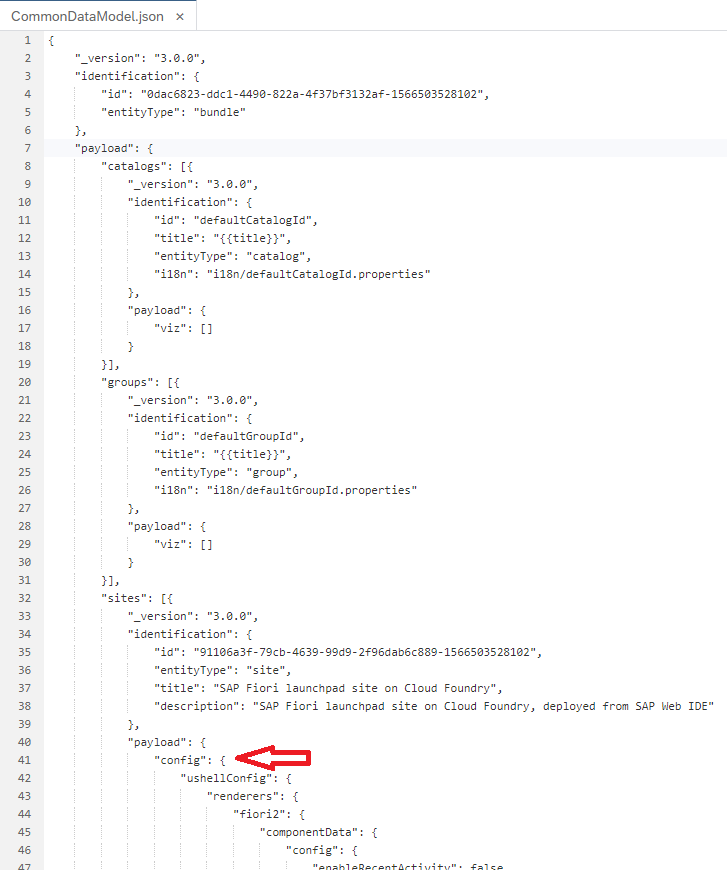 CommonDataModel.json ×
1 {
2 "_version": "3.0.0",
3 "identification": {
4 "id": "0dac6823-ddc1-4490-822a-4f37bf3132af-1566503528102",
5 "entityType": "bundle"
6 },
7 "payload": {
8 "catalogs": [{
9 "_version": "3.0.0",
10 "identification": {
11 "id": "defaultCatalogId",
12 "title": "{{title}}",
13 "entityType": "catalog",
14 "i18n": "i18n/defaultCatalogId.properties"
15 },
16 "payload": {
17 "viz": []
18 }
19 }],
20 "groups": [{
21 "_version": "3.0.0",
22 "identification": {
23 "id": "defaultGroupId",
24 "title": "{{title}}",
25 "entityType": "group",
26 "i18n": "i18n/defaultGroupId.properties"
27 },
28 "payload": {
29 "viz": []
30 }
31 }],
32 "sites": [{
33 "_version": "3.0.0",
34 "identification": {
35 "id": "91106a3f-79cb-4639-99d9-2f96dab6c889-1566503528102",
36 "entityType": "site",
37 "title": "SAP Fiori launchpad site on Cloud Foundry",
38 "description": "SAP Fiori launchpad site on Cloud Foundry, deployed from SAP Web IDE"
39 },
40 "payload": {
41 "config": {
42 "ushellConfig": {
43 "renderers": {
44 "fiori2": {
45 "componentData": {
46 "config": {
47 "enableRecentActivity": false